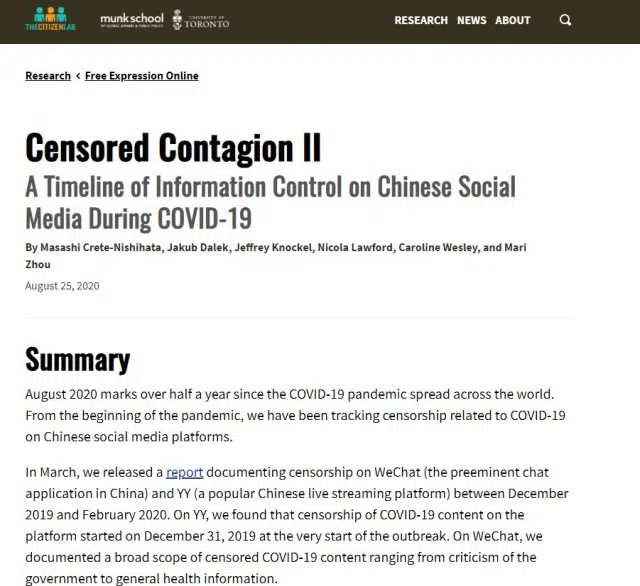 THECITIZENLAB
munkschool
OF GLOBAL AFFAIRS & PUBLIC POLICY
UNIVERSITY OF
TORONTO
RESEARCH NEWS ABOUT
Research < Free Expression Online
Censored Contagion II
A Timeline of Information Control on Chinese Social
Media During COVID-19
By Masashi Crete-Nishihata, Jakub Dalek, Jeffrey Knockel, Nicola Lawford, Caroline Wesley, and Mari
Zhou
August 25, 2020
Summary
August 2020 marks over half a year since the COVID-19 pandemic spread across the world.
From the beginning of the pandemic, we have been tracking censorship related to COVID-19
on Chinese social media platforms.
In March, we released a report documenting censorship on WeChat (the preeminent chat
application in China) and YY (a popular Chinese live streaming platform) between December
2019 and February 2020. On YY, we found that censorship of COVID-19 content on the
platform started on December 31, 2019 at the very start of the outbreak. On WeChat, we
documented a broad scope of censored COVID-19 content ranging from criticism of the
government to general health information.